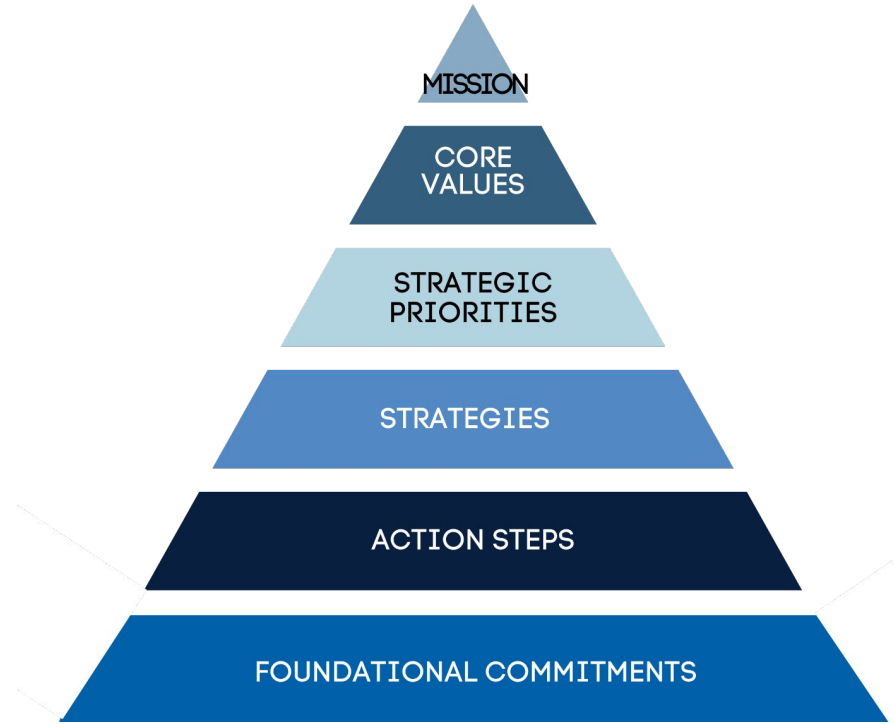 MISSION
CORE
VALUES
STRATEGIC
PRIORITIES
STRATEGIES
ACTION STEPS
FOUNDATIONAL COMMITMENTS